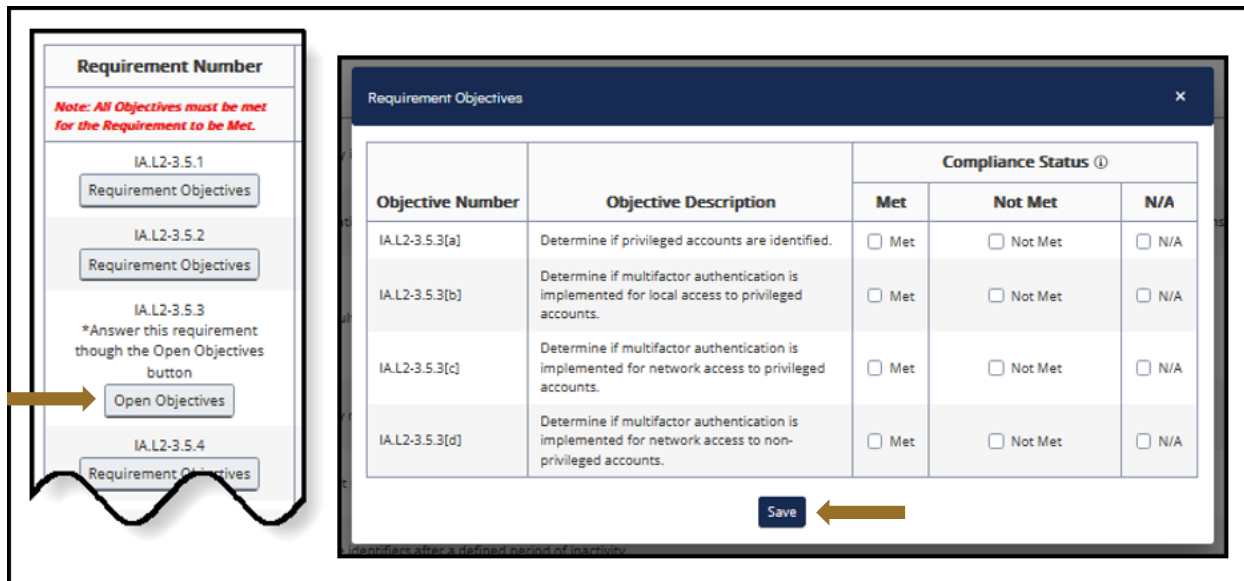 Requirement Number
Note: All Objectives must be met
for the Requirement to be Met.
IA.L2-3.5.1
Requirement Objectives
IA.L2-3.5.2
Requirement Objectives
IA.L2-3.5.3
*Answer this requirement
though the Open Objectives
button
Open Objectives
IA.L2-3.5.4
Requirement Objectives
Requirement Objectives
×
Compliance Status ⓘ
Objective Number
Objective Description
Met
Not Met
N/A
IA.L2-3.5.3[a]
Determine if privileged accounts are identified.
Met
Not Met
N/A
IA.L2-3.5.3[b]
Determine if multifactor authentication is
implemented for local access to privileged
accounts.
Met
Not Met
N/A
IA.L2-3.5.3[c]
Determine if multifactor authentication is
implemented for network access to privileged
accounts.
Met
Not Met
N/A
IA.L2-3.5.3[d]
Determine if multifactor authentication is
implemented for network access to non-
privileged accounts.
Met
Not Met
N/A
Save
identifiers after a defined period of inactivity